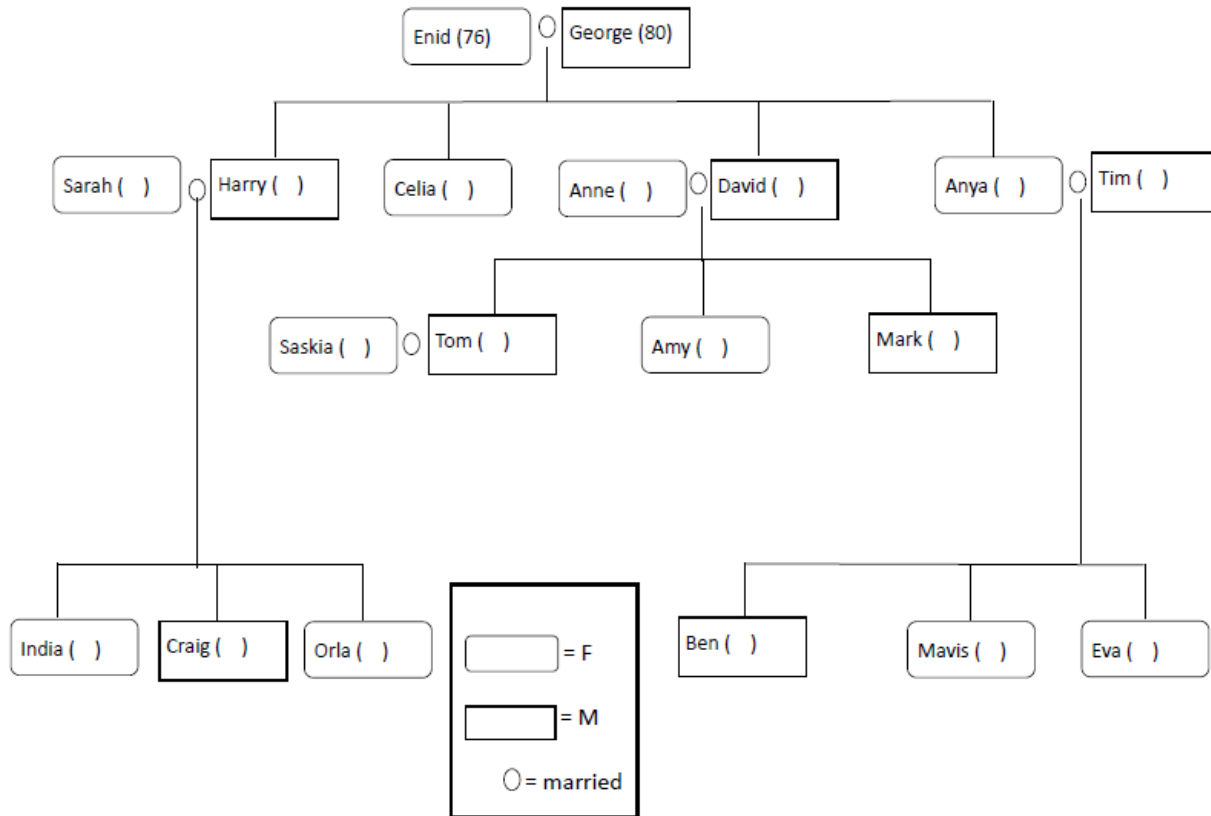 Enid (76)
George (80)
Sarah (   )
Harry (   )
Celia (   )
Anne (   )
David (   )
Anya (   )
Tim (   )
Saskia (   )
Tom (   )
Amy (   )
Mark (   )
India (   )
Craig (   )
Orla (   )
Ben (   )
Mavis (   )
Eva (   )
= F
= M
= married